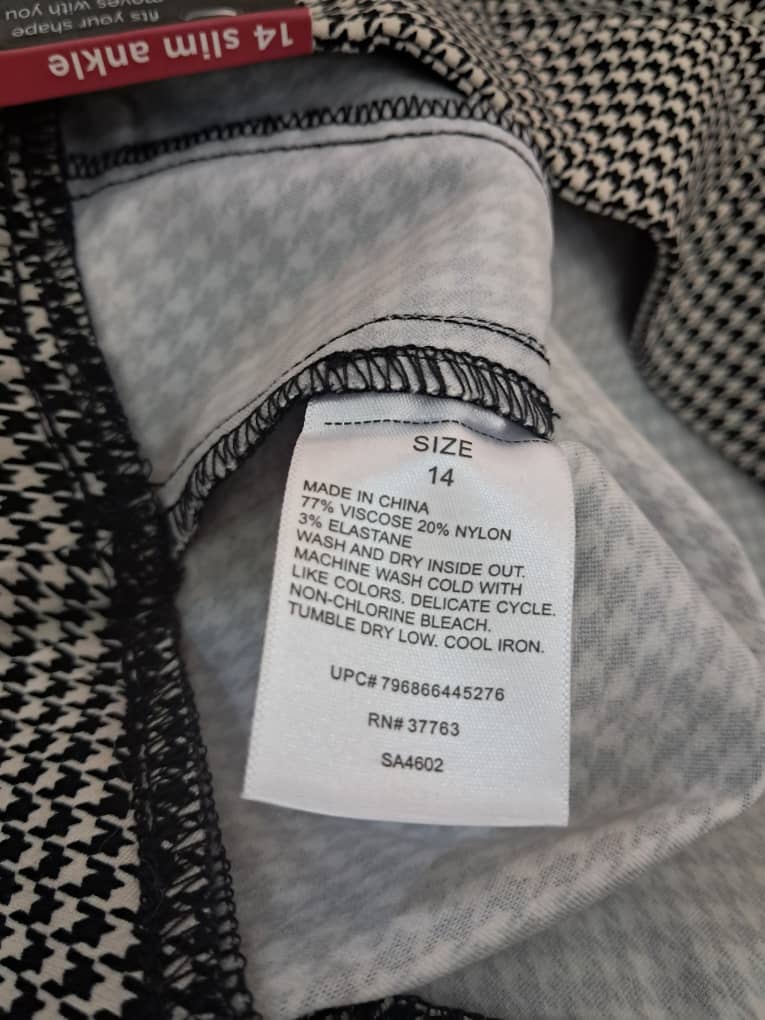 fits your shape
moves with you
14 slim ankle
SIZE
14
MADE IN CHINA
77% VISCOSE 20% NYLON
3% ELASTANE
WASH AND DRY INSIDE OUT.
MACHINE WASH COLD WITH
LIKE COLORS. DELICATE CYCLE.
NON-CHLORINE BLEACH.
TUMBLE DRY LOW. COOL IRON.
UPC# 796866445276
RN# 37763
SA4602